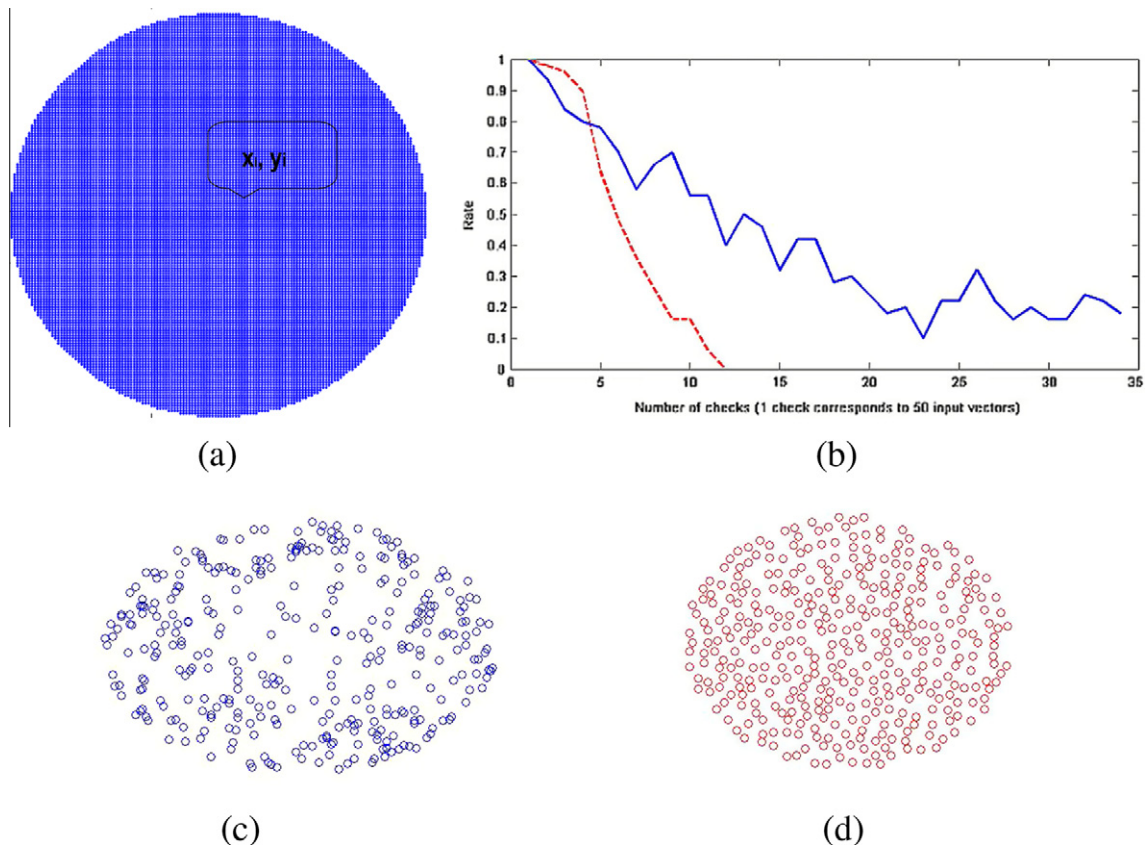 xᵢ, yᵢ
(a)
1
0.9
0.8
0.7
0.6
0.5
0.4
0.3
0.2
0.1
0
Rate
0 5 10 15 20 25 30 35
Number of checks (1 check corresponds to 50 input vectors)
(b)
(c)
(d)